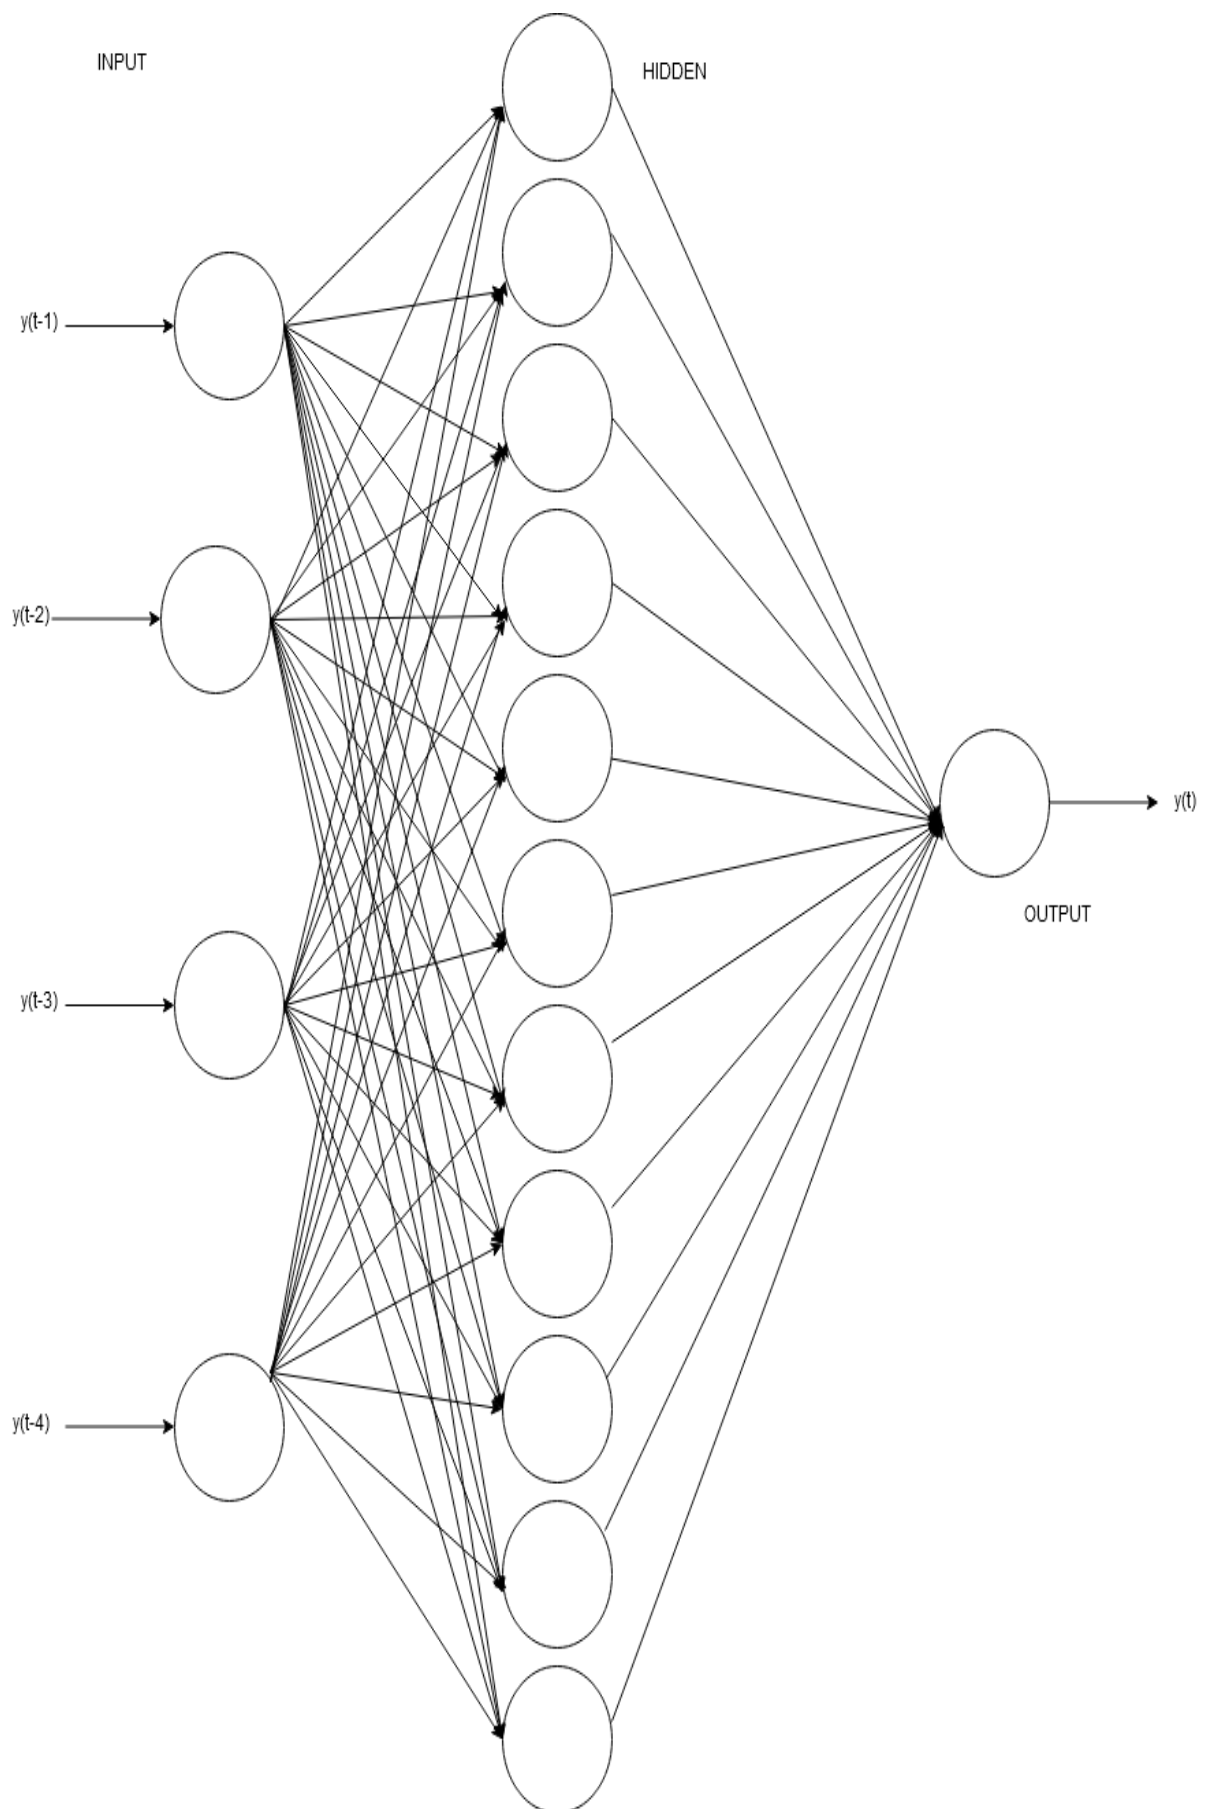 INPUT
HIDDEN
y(t-1)
y(t-2)
y(t)
OUTPUT
y(t-3)
y(t-4)